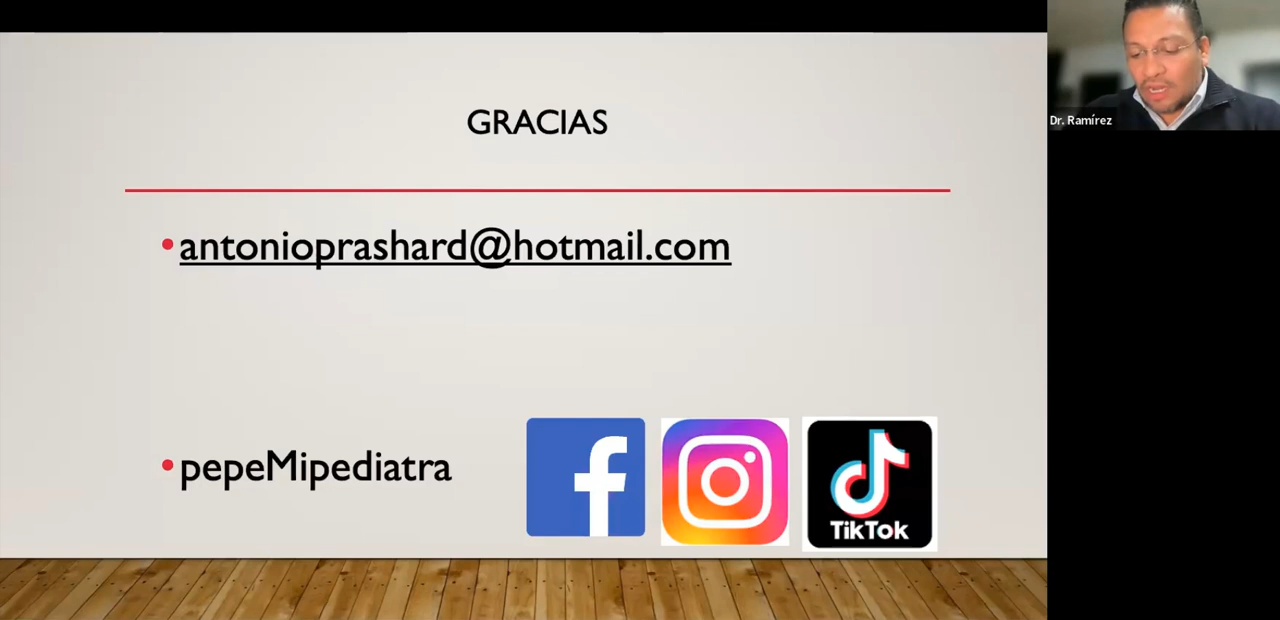 GRACIAS
antonioprashard@hotmail.com
pepeMipediatra
TikTok
Dr. Ramírez